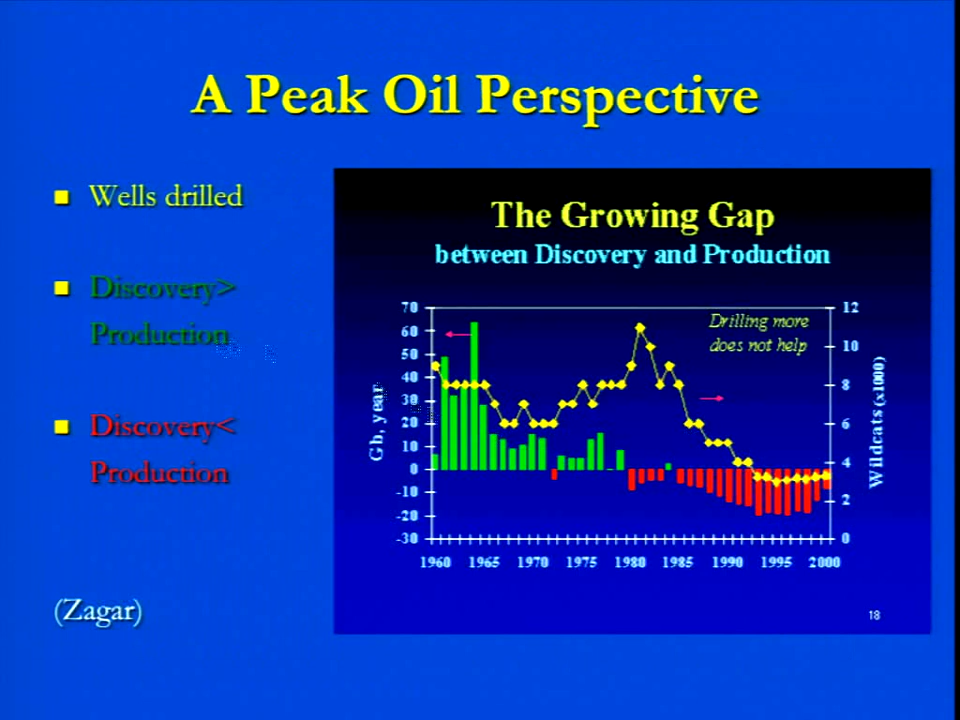 A Peak Oil Perspective
Wells drilled
Discovery>
Production
Discovery<
Production
(Zagar)
The Growing Gap
between Discovery and Production
Drilling more
does not help
Gb, year
70
60
50
40
30
20
10
0
-10
-20
-30
12
10
8
6
4
2
0
Wildcats (x1000)
1960 1965 1970 1975 1980 1985 1990 1995 2000
18